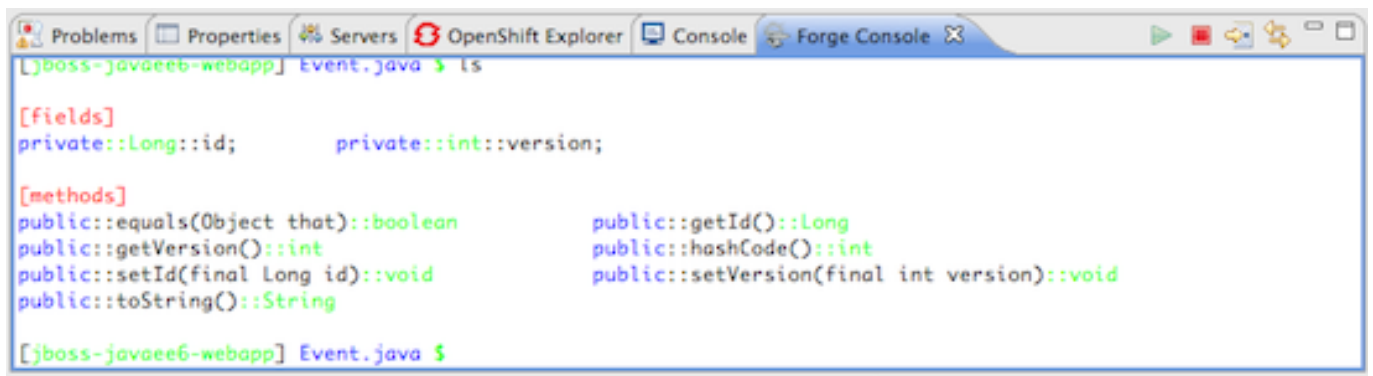 Problems Properties Servers OpenShift Explorer Console Forge Console
[jboss-javaee6-webapp] Event.java $ ls
[fields]
private::Long::id; private::int::version;
[methods]
public::equals(Object that)::boolean public::getId()::Long
public::getVersion()::int public::hashCode()::int
public::setId(final Long id)::void public::setVersion(final int version)::void
public::toString()::String
[jboss-javaee6-webapp] Event.java $